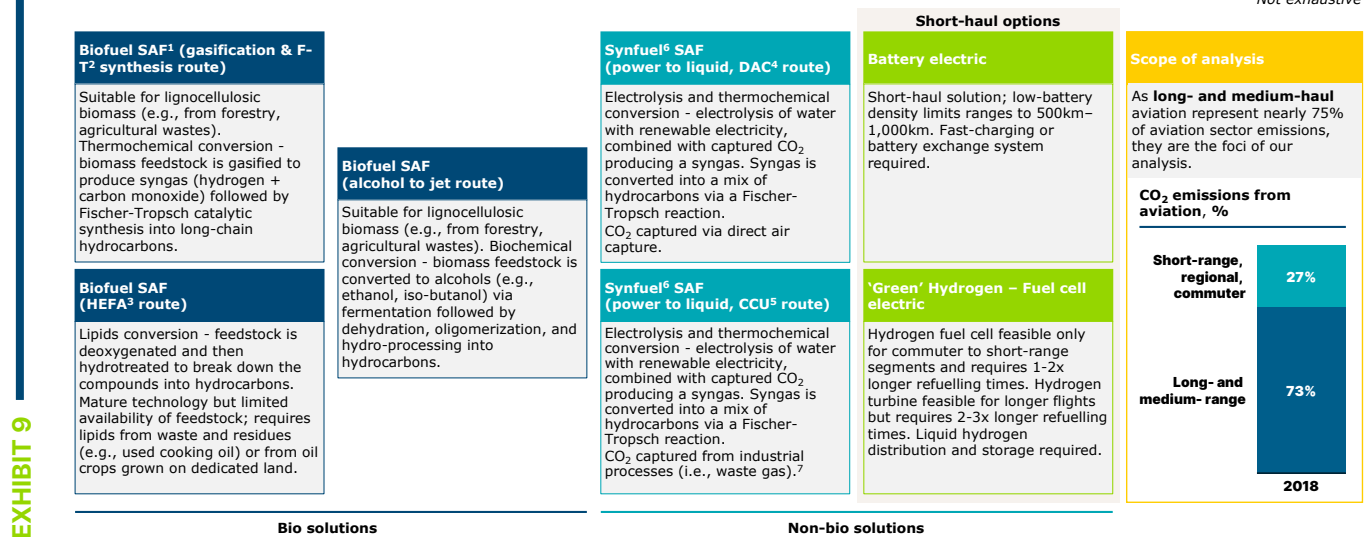 Not exhaustive
EXHIBIT 9
Biofuel SAF¹ (gasification & F-
T² synthesis route)
Suitable for lignocellulosic
biomass (e.g., from forestry,
agricultural wastes).
Thermochemical conversion -
biomass feedstock is gasified to
produce syngas (hydrogen +
carbon monoxide) followed by
Fischer-Tropsch catalytic
synthesis into long-chain
hydrocarbons.
Biofuel SAF
(HEFA³ route)
Lipids conversion - feedstock is
deoxygenated and then
hydrotreated to break down the
compounds into hydrocarbons.
Mature technology but limited
availability of feedstock; requires
lipids from waste and residues
(e.g., used cooking oil) or from oil
crops grown on dedicated land.
Biofuel SAF
(alcohol to jet route)
Suitable for lignocellulosic
biomass (e.g., from forestry,
agricultural wastes). Biochemical
conversion - biomass feedstock is
converted to alcohols (e.g.,
ethanol, iso-butanol) via
fermentation followed by
dehydration, oligomerization, and
hydro-processing into
hydrocarbons.
Bio solutions
Synfuel⁶ SAF
(power to liquid, DAC⁴ route)
Electrolysis and thermochemical
conversion - electrolysis of water
with renewable electricity,
combined with captured CO₂
producing a syngas. Syngas is
converted into a mix of
hydrocarbons via a Fischer-
Tropsch reaction.
CO₂ captured via direct air
capture.
Synfuel⁶ SAF
(power to liquid, CCU⁵ route)
Electrolysis and thermochemical
conversion - electrolysis of water
with renewable electricity,
combined with captured CO₂
producing a syngas. Syngas is
converted into a mix of
hydrocarbons via a Fischer-
Tropsch reaction.
CO₂ captured from industrial
processes (i.e., waste gas).⁷
Short-haul options
Battery electric
Short-haul solution; low-battery
density limits ranges to 500km–
1,000km. Fast-charging or
battery exchange system
required.
‘Green’ Hydrogen – Fuel cell
electric
Hydrogen fuel cell feasible only
for commuter to short-range
segments and requires 1-2x
longer refuelling times. Hydrogen
turbine feasible for longer flights
but requires 2-3x longer refuelling
times. Liquid hydrogen
distribution and storage required.
Non-bio solutions
Scope of analysis
As long- and medium-haul
aviation represent nearly 75%
of aviation sector emissions,
they are the foci of our
analysis.
CO₂ emissions from
aviation, %
Short-range,
regional,
commuter
27%
Long- and
medium- range
73%
2018